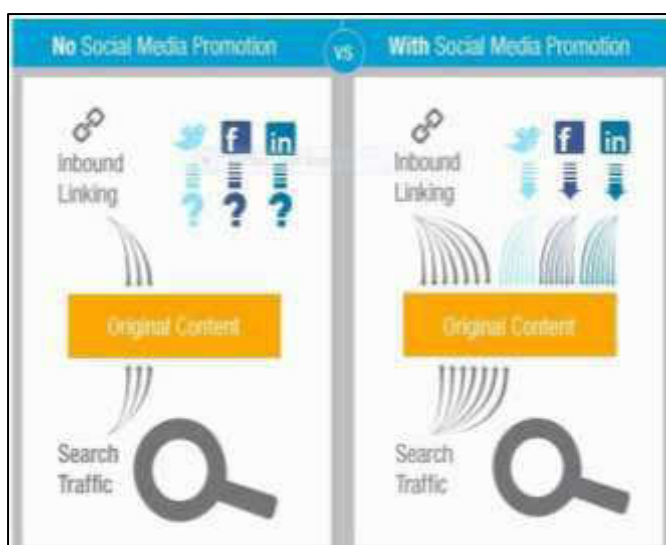 No Social Media Promotion
vs
With Social Media Promotion
Inbound
Linking
f
in
?
?
?
Original Content
Search
Traffic
Inbound
Linking
f
in
Original Content
Search
Traffic